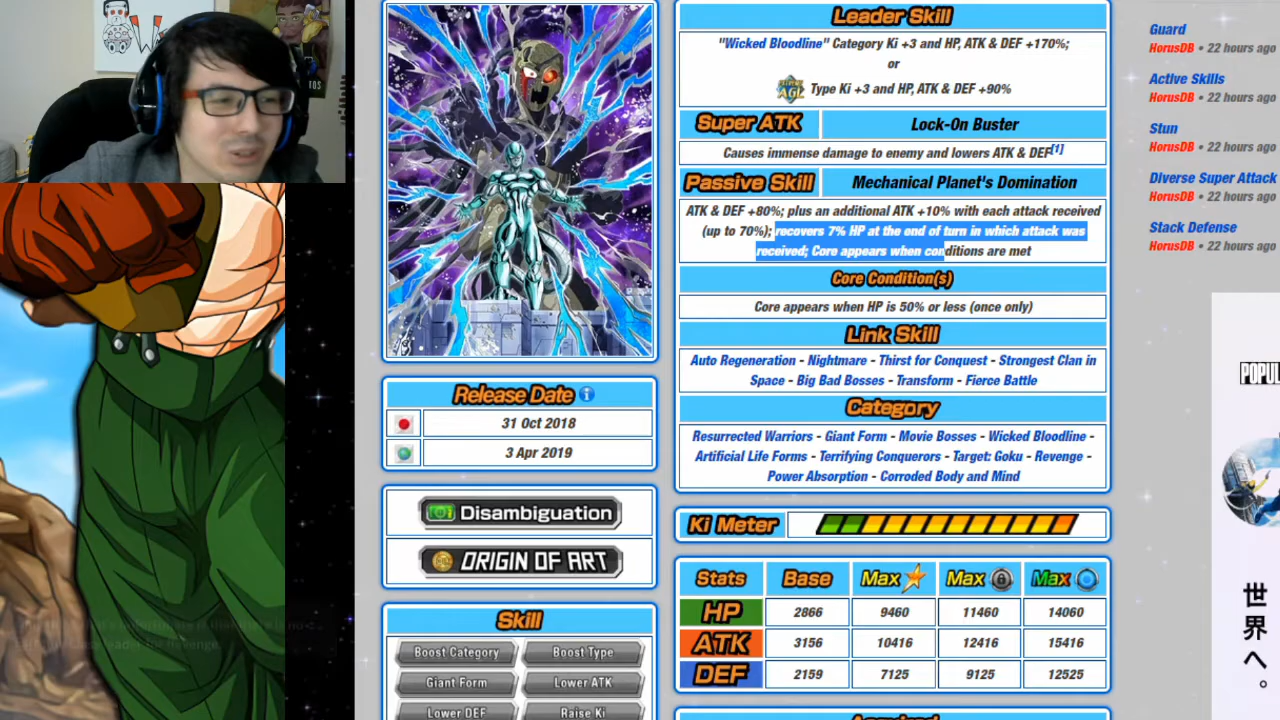 Leader Skill
"Wicked Bloodline" Category Ki +3 and HP, ATK & DEF +170%;
or
AGL Type Ki +3 and HP, ATK & DEF +90%
Super ATK
Lock-On Buster
Causes immense damage to enemy and lowers ATK & DEF[1]
Passive Skill
Mechanical Planet's Domination
ATK & DEF +80%; plus an additional ATK +10% with each attack received
(up to 70%); recovers 7% HP at the end of turn in which attack was
received; Core appears when conditions are met
Core Condition(s)
Core appears when HP is 50% or less (once only)
Link Skill
Auto Regeneration - Nightmare - Thirst for Conquest - Strongest Clan in
Space - Big Bad Bosses - Transform - Fierce Battle
Category
Resurrected Warriors - Giant Form - Movie Bosses - Wicked Bloodline -
Artificial Life Forms - Terrifying Conquerors - Target: Goku - Revenge -
Power Absorption - Corroded Body and Mind
Ki Meter
Stats Base Max Max Max
HP 2866 9460 11460 14060
ATK 3156 10416 12416 15416
DEF 2159 7125 9125 12525
Release Date
31 Oct 2018
3 Apr 2019
Disambiguation
ORIGIN OF ART
Skill
Boost Category Boost Type
Giant Form Lower ATK
Lower DEF Raise Ki
Guard
HorusDB • 22 hours ago
Active Skills
HorusDB • 22 hours ago
Stun
HorusDB • 22 hours ago
DIverse Super Attack
HorusDB • 22 hours ago
Stack Defense
HorusDB • 22 hours ago
POPUL
世界へ。